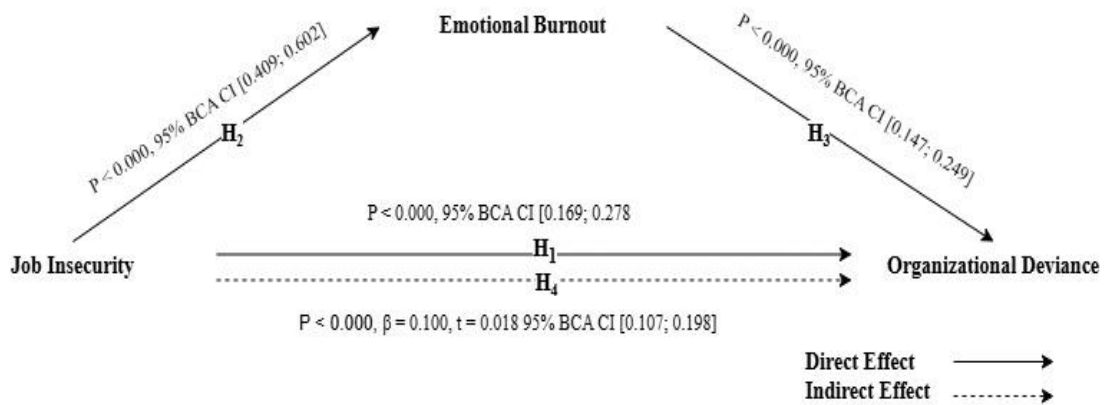 Emotional Burnout
P < 0.000, 95% BCA CI [0.409; 0.602]
H2
P < 0.000, 95% BCA CI [0.147; 0.249]
H3
P < 0.000, 95% BCA CI [0.169; 0.278
Job Insecurity
H1
H4
Organizational Deviance
P < 0.000, β = 0.100, t = 0.018 95% BCA CI [0.107; 0.198]
Direct Effect
Indirect Effect